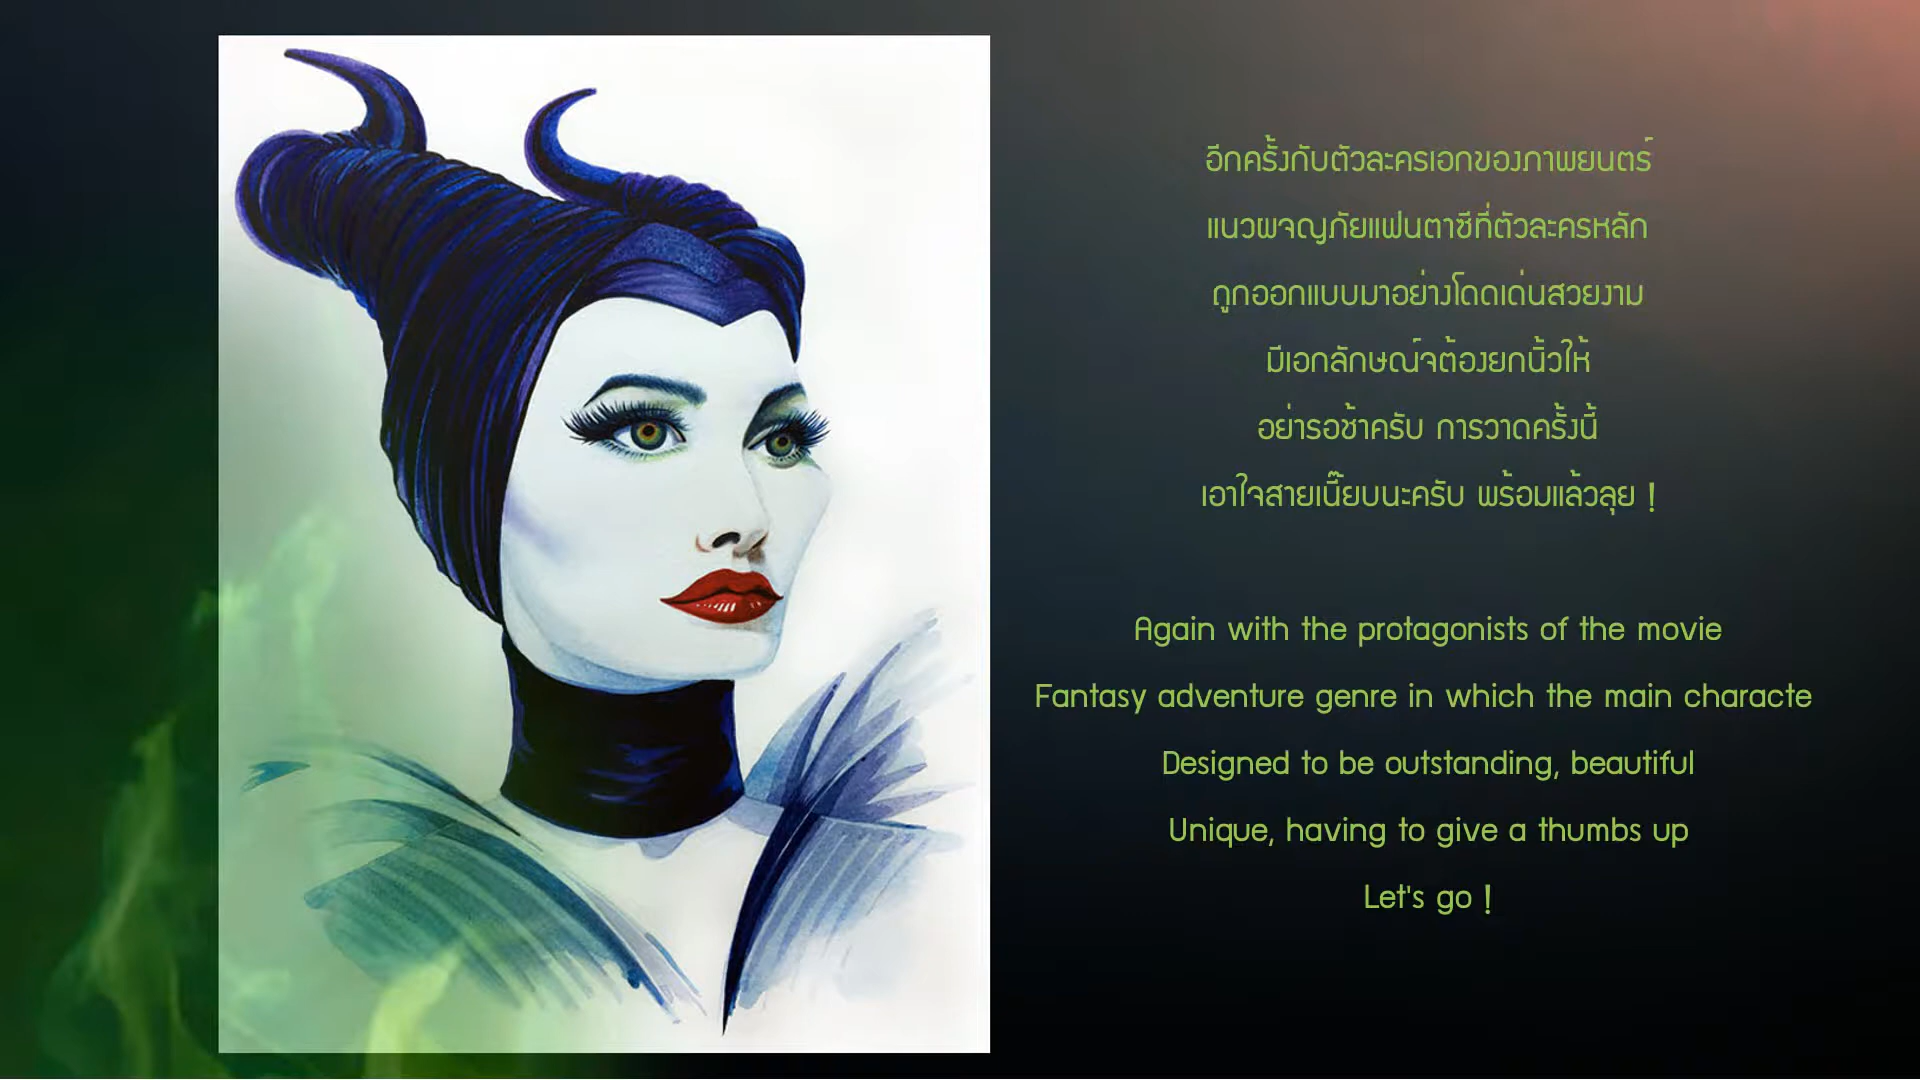 อีกครั้งกับตัวละครเอกของภาพยนตร์
แนวผจญภัยแฟนตาซีที่ตัวละครหลัก
ถูกออกแบบมาอย่างโดดเด่นสวยงาม
มีเอกลักษณ์จต้องยกนิ้วให้
อย่ารอช้าครับ การวาดครั้งนี้
เอาใจสายเนี๊ยบนะครับ พร้อมแล้วลุย !
Again with the protagonists of the movie
Fantasy adventure genre in which the main characte
Designed to be outstanding, beautiful
Unique, having to give a thumbs up
Let's go !